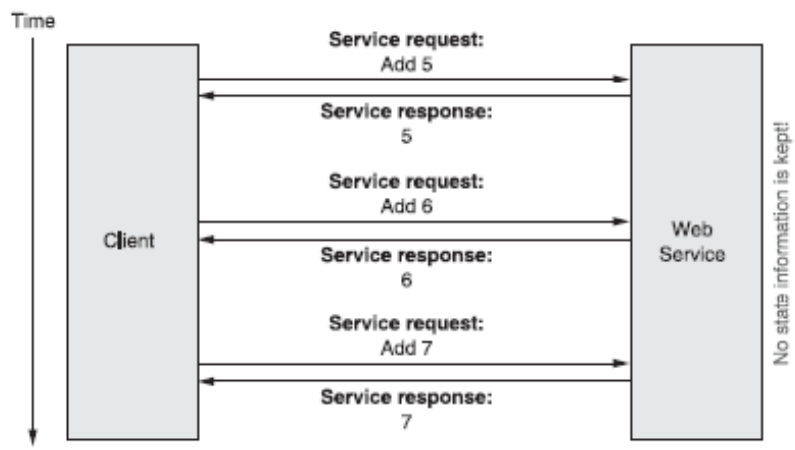 Time
Service request:
Add 5
Service response:
5
Service request:
Add 6
Client
Web
Service
Service response:
6
Service request:
Add 7
Service response:
7
No state information is kept!